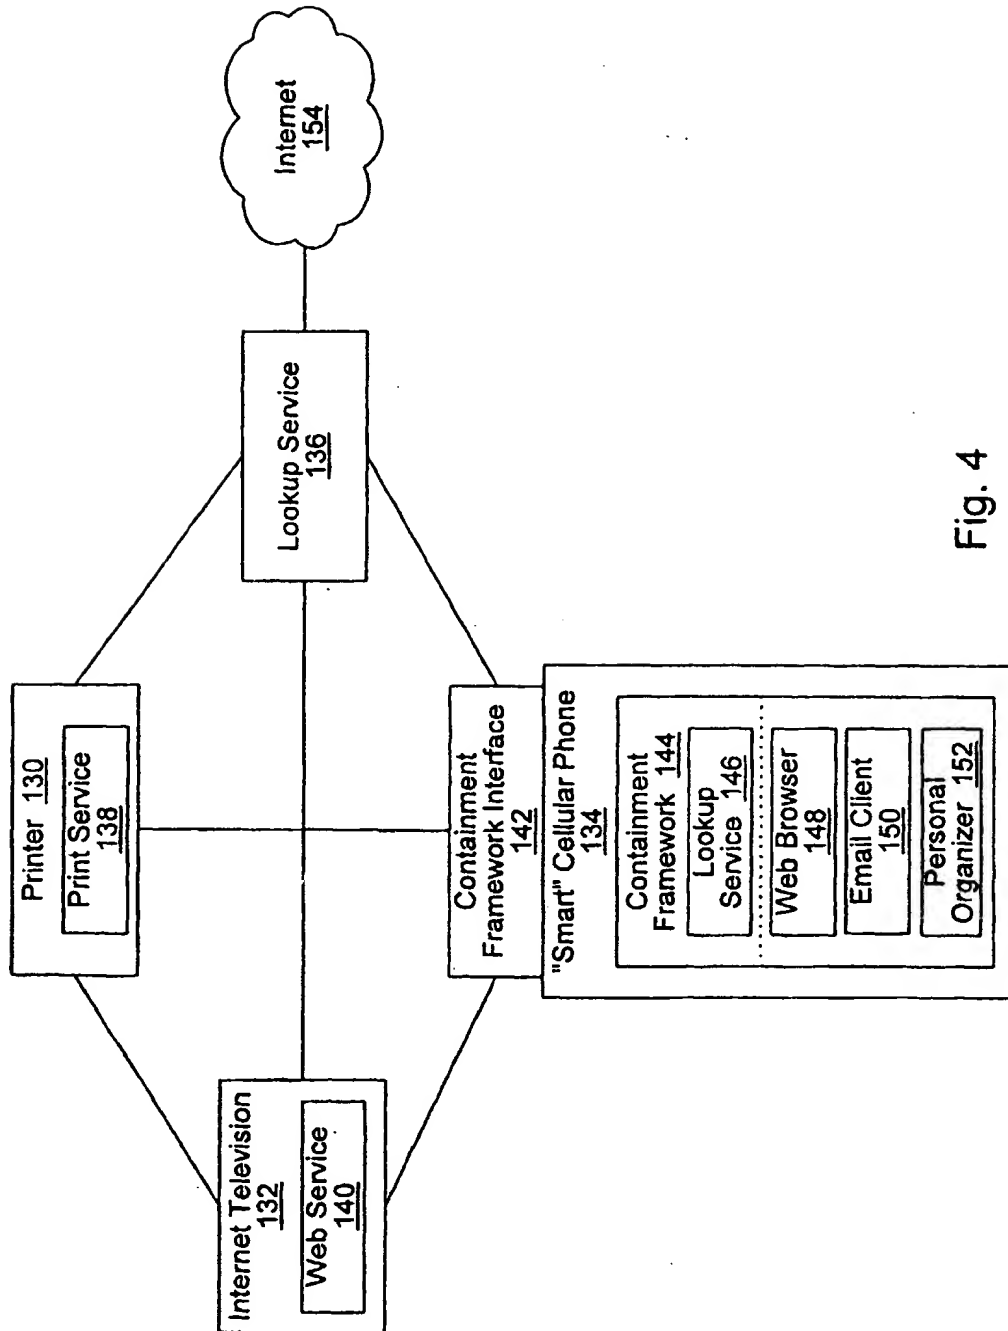 Printer 130
Print Service
138
Internet Television
132
Web Service
140
Lookup Service
136
Internet
154
Containment
Framework Interface
142
"Smart" Cellular Phone
134
Containment
Framework 144
Lookup
Service 146
Web Browser
148
Email Client
150
Personal
Organizer 152
Fig. 4